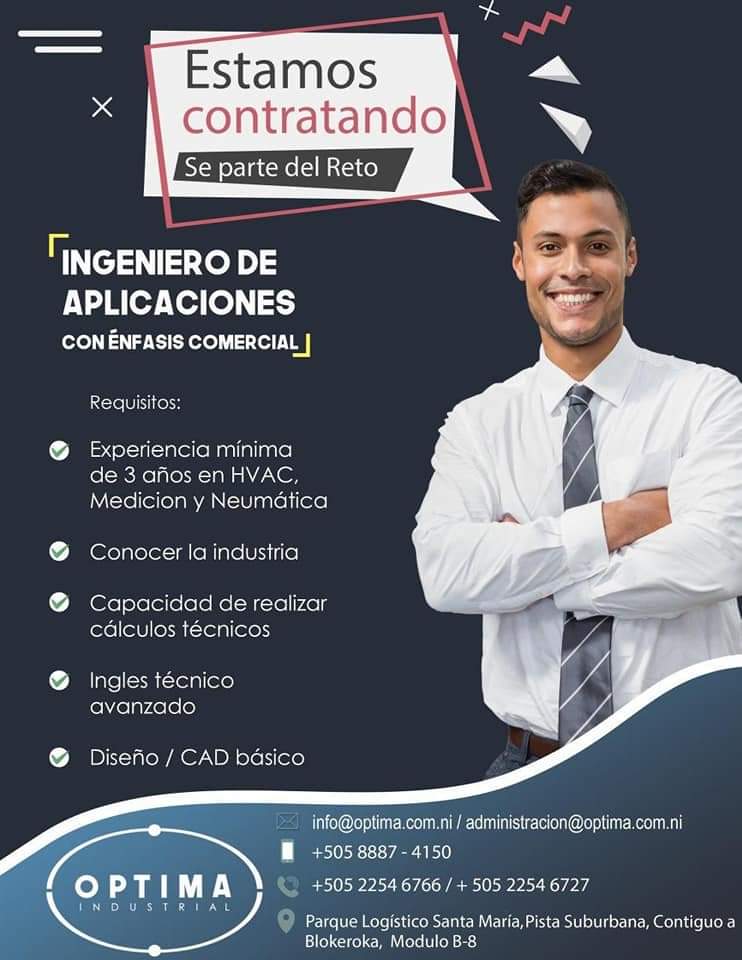 Estamos
contratando
Se parte del Reto
INGENIERO DE
APLICACIONES
CON ÉNFASIS COMERCIAL
Requisitos:
Experiencia mínima
de 3 años en HVAC,
Medicion y Neumática
Conocer la industria
Capacidad de realizar
cálculos técnicos
Ingles técnico
avanzado
Diseño / CAD básico
OPTIMA
INDUSTRIAL
info@optima.com.ni / administracion@optima.com.ni
+505 8887 - 4150
+505 2254 6766 / + 505 2254 6727
Parque Logístico Santa María, Pista Suburbana, Contiguo a
Blokeroka, Modulo B-8